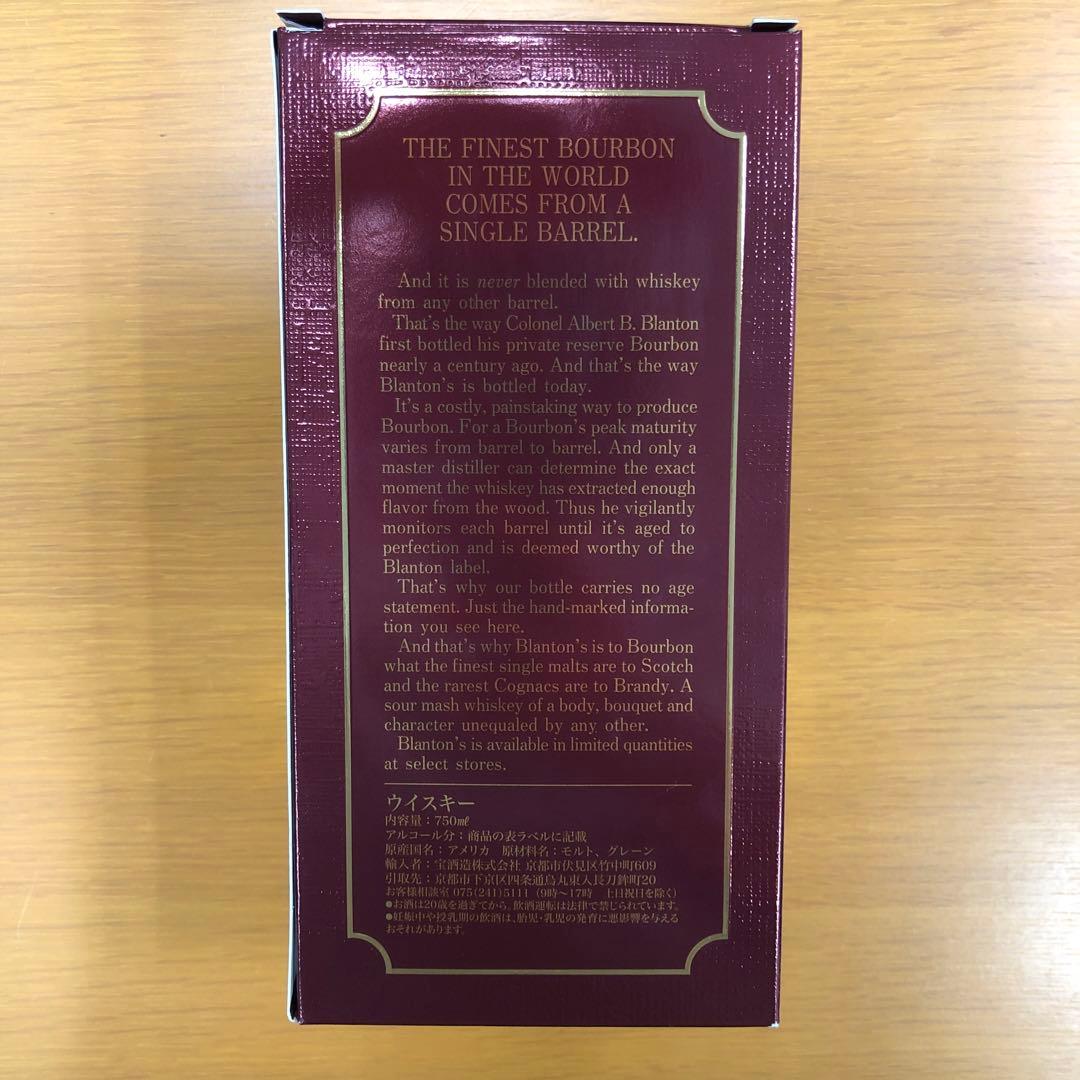 THE FINEST BOURBON
IN THE WORLD
COMES FROM A
SINGLE BARREL.
And it is never blended with whiskey
from any other barrel.
That's the way Colonel Albert B. Blanton
first bottled his private reserve Bourbon
nearly a century ago. And that's the way
Blanton's is bottled today.
It's a costly, painstaking way to produce
Bourbon. For a Bourbon's peak maturity
varies from barrel to barrel. And only a
master distiller can determine the exact
moment the whiskey has extracted enough
flavor from the wood. Thus he vigilantly
monitors each barrel until it's aged to
perfection and is deemed worthy of the
Blanton label.
That's why our bottle carries no age
statement. Just the hand-marked informa-
tion you see here.
And that's why Blanton's is to Bourbon
what the finest single malts are to Scotch
and the rarest Cognacs are to Brandy. A
sour mash whiskey of a body, bouquet and
character unequaled by any other.
Blanton's is available in limited quantities
at select stores.
ウイスキー
内容量：750㎖
アルコール分：商品の表ラベルに記載
原産国名：アメリカ 原材料名：モルト、グレーン
輸入者：宝酒造株式会社 京都市伏見区竹中町609
引取先：京都市下京区四条通烏丸東入長刀鉾町20
お客様相談室 075(241)5111 (9時〜17時 土日祝日を除く)
●お酒は20歳を過ぎてから。飲酒運転は法律で禁じられています。
●妊娠中や授乳期の飲酒は、胎児・乳児の発育に悪影響を与える
おそれがあります。